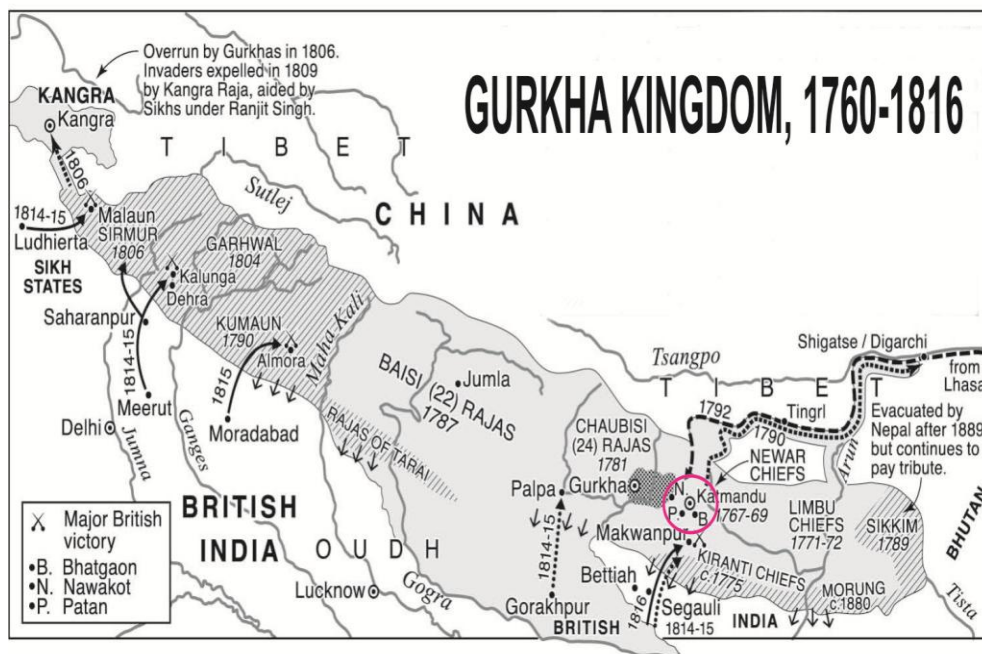 GURKHA KINGDOM, 1760-1816
Overrun by Gurkhas in 1806.
Invaders expelled in 1809
by Kangra Raja, aided by
Sikhs under Ranjit Singh.
KANGRA
Kangra
T I B E T
Sutlej
C H I N A
1806
1814-15
Ludhierta
SIKH
STATES
Malaun
SIRMUR
1806
GARHWAL
1804
Kalunga
Dehra
Saharanpur
1814-15
KUMAUN
1790
Almora
1815
Maha Kali
Meerut
Delhi
Jumna
Ganges
Moradabad
BAISI (22) RAJAS
1787
Jumla
RAJAS OF TARAI
Tsangpo
T I B E T
Shigatse / Digarchi
from
Lhasa
1792
1790
Tingrl
Arun
Evacuated by
Nepal after 1889
but continues to
pay tribute.
CHAUBISI
(24) RAJAS
1781
Gurkha
NEWAR
CHIEFS
N.
Katmandu
P.
B.
1767-69
LIMBU
CHIEFS
1771-72
SIKKIM
1789
BHUTAN
Palpa
Makwanpur
KIRANTI CHIEFS
c.1775
MORUNG
c.1880
Tista
BRITISH
INDIA
O U D H
Lucknow
Gogra
1814-15
Gorakhpur
Bettiah
1816
Segauli
1814-15
BRITISH
INDIA
Major British
victory
B. Bhatgaon
N. Nawakot
P. Patan